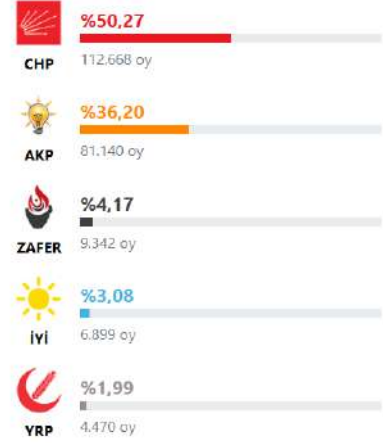 %50,27
CHP
112.668 oy
%36,20
AKP
81.140 oy
%4,17
ZAFER
9.342 oy
%3,08
İYİ
6.899 oy
%1,99
YRP
4.470 oy